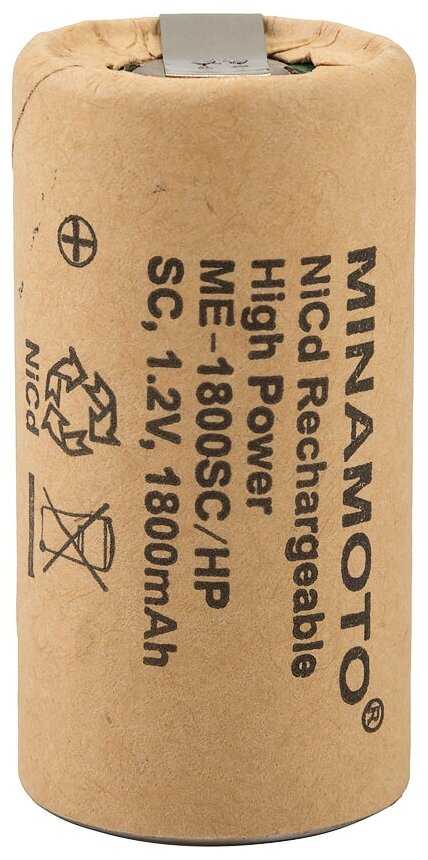 MINAMOTO®
NiCd Rechargeable
High Power
ME-1800SC/HP
SC, 1.2V, 1800mAh
NiCd